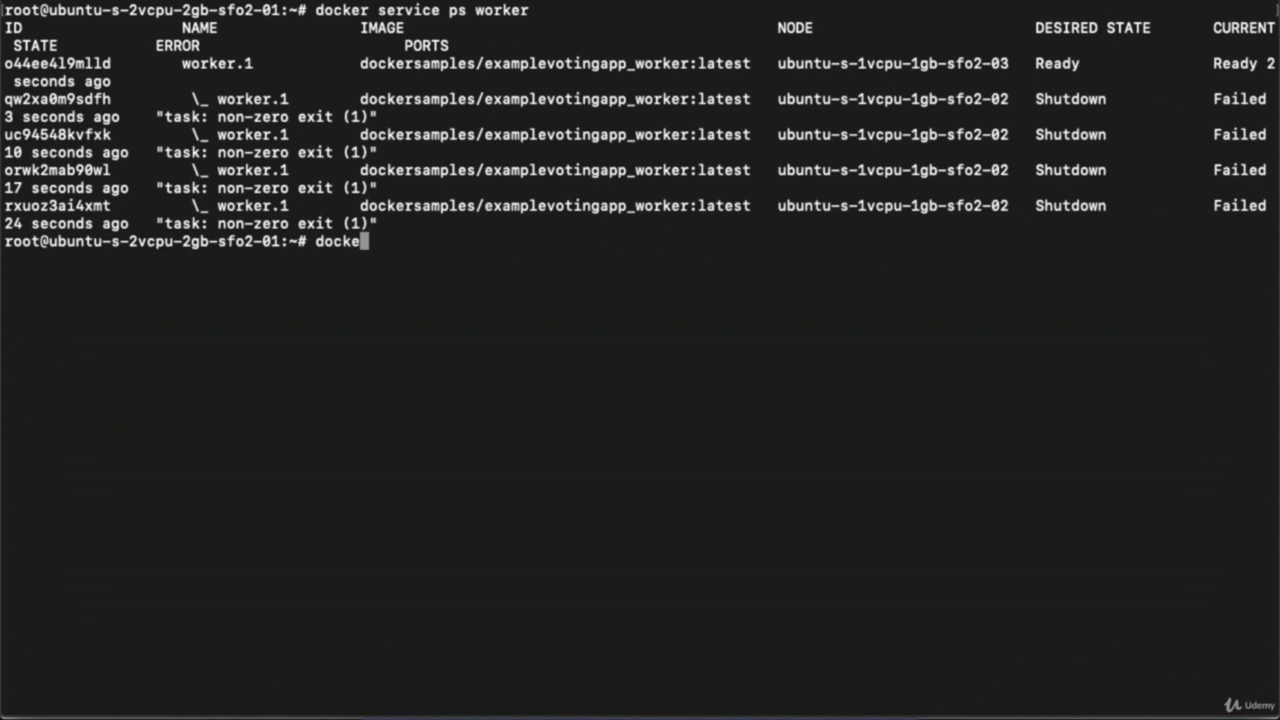 root@ubuntu-s-2vcpu-2gb-sfo2-01:~# docker service ps worker
ID NAME IMAGE NODE DESIRED STATE CURRENT
STATE ERROR PORTS
o44ee4l9mlld worker.1 dockersamples/examplevotingapp_worker:latest ubuntu-s-1vcpu-1gb-sfo2-03 Ready Ready 2
seconds ago
qw2xa0m9sdfh \_ worker.1 dockersamples/examplevotingapp_worker:latest ubuntu-s-1vcpu-1gb-sfo2-02 Shutdown Failed
3 seconds ago "task: non-zero exit (1)"
uc94548kvfxk \_ worker.1 dockersamples/examplevotingapp_worker:latest ubuntu-s-1vcpu-1gb-sfo2-02 Shutdown Failed
10 seconds ago "task: non-zero exit (1)"
orwk2mab90wl \_ worker.1 dockersamples/examplevotingapp_worker:latest ubuntu-s-1vcpu-1gb-sfo2-02 Shutdown Failed
17 seconds ago "task: non-zero exit (1)"
rxuoz3ai4xmt \_ worker.1 dockersamples/examplevotingapp_worker:latest ubuntu-s-1vcpu-1gb-sfo2-02 Shutdown Failed
24 seconds ago "task: non-zero exit (1)"
root@ubuntu-s-2vcpu-2gb-sfo2-01:~# docke
Udemy